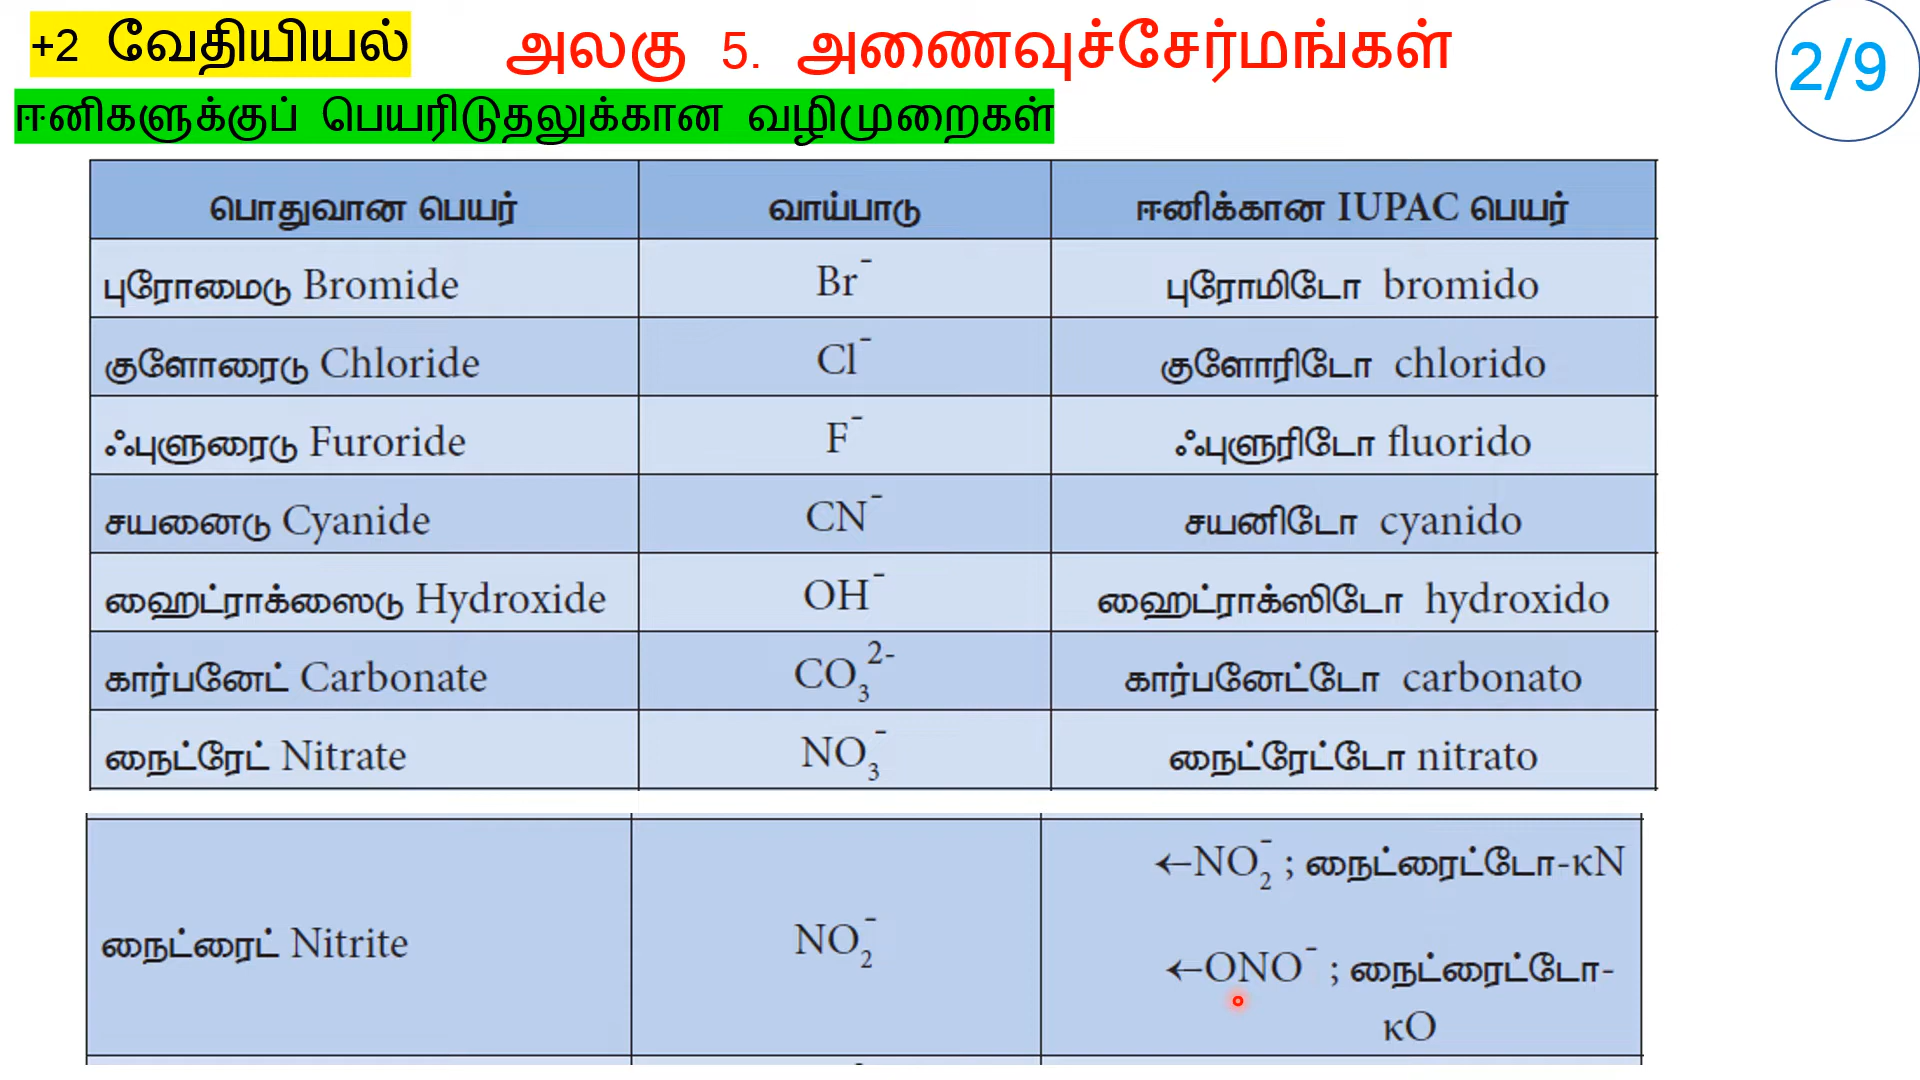 +2 வேதியியல் அலகு 5. அணைவுச்சேர்மங்கள் 2/9
ஈனிகளுக்குப் பெயரிடுதலுக்கான வழிமுறைகள்
பொதுவான பெயர் வாய்பாடு ஈனிக்கான IUPAC பெயர்
புரோமைடு Bromide Br⁻ புரோமிடோ bromido
குளோரைடு Chloride Cl⁻ குளோரிடோ chlorido
ஃபுளுரைடு Furoride F⁻ ஃபுளுரிடோ fluorido
சயனைடு Cyanide CN⁻ சயனிடோ cyanido
ஹைட்ராக்ஸைடு Hydroxide OH⁻ ஹைட்ராக்ஸிடோ hydroxido
கார்பனேட் Carbonate CO₃²⁻ கார்பனேட்டோ carbonato
நைட்ரேட் Nitrate NO₃⁻ நைட்ரேட்டோ nitrato
நைட்ரைட் Nitrite NO₂⁻ ←NO₂⁻ ; நைட்ரைட்டோ-κN
←ONO⁻ ; நைட்ரைட்டோ-
κO